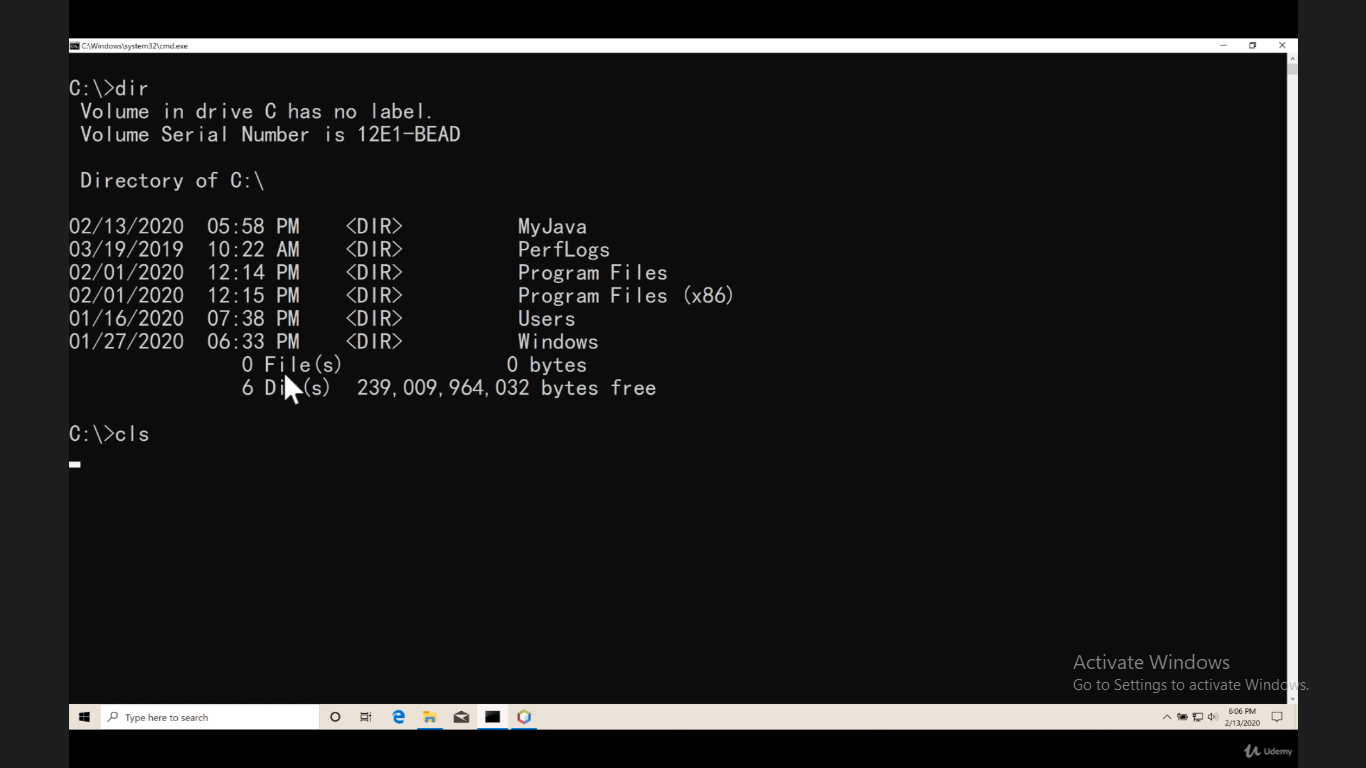 C:\Windows\system32\cmd.exe
C:\>dir
Volume in drive C has no label.
Volume Serial Number is 12E1-BEAD
Directory of C:\
02/13/2020 05:58 PM <DIR> MyJava
03/19/2019 10:22 AM <DIR> PerfLogs
02/01/2020 12:14 PM <DIR> Program Files
02/01/2020 12:15 PM <DIR> Program Files (x86)
01/16/2020 07:38 PM <DIR> Users
01/27/2020 06:33 PM <DIR> Windows
0 File(s) 0 bytes
6 Dir(s) 239,009,964,032 bytes free
C:\>cls
Activate Windows
Go to Settings to activate Windows.
Type here to search
6:06 PM
2/13/2020
Udemy